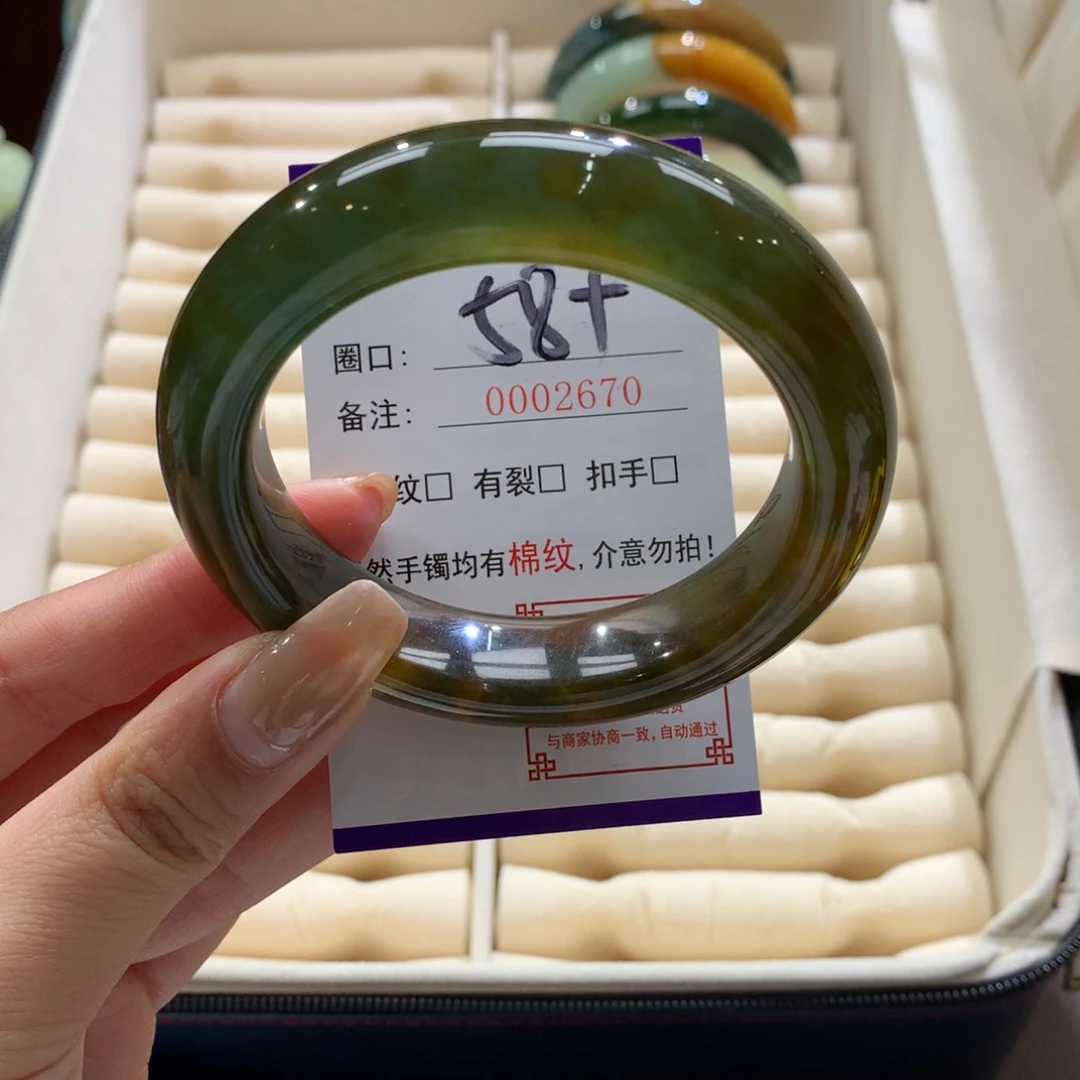 圈口: 58+
备注: 0002670
纹□ 有裂□ 扣手□
然手镯均有棉纹,介意勿拍!
与商家协商一致,自动通过